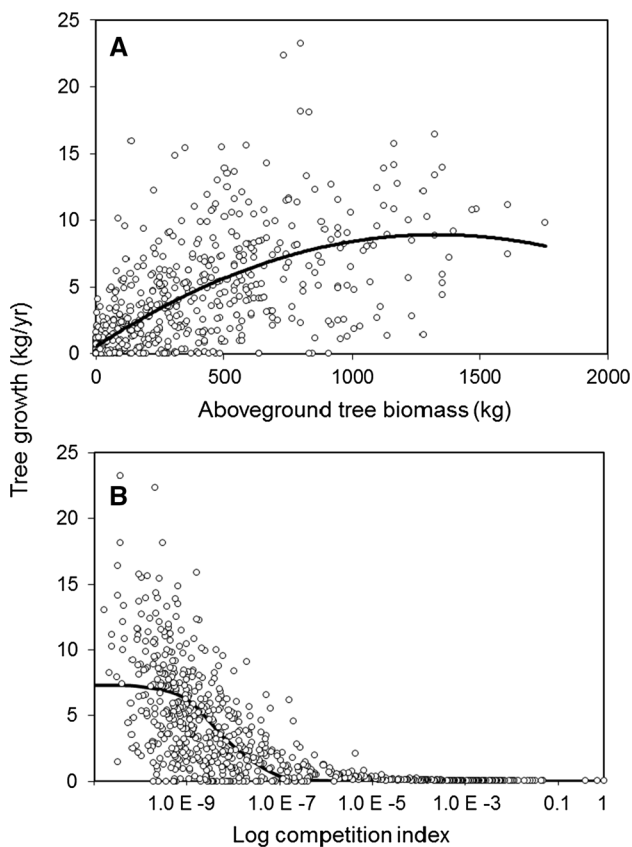 25
A
20
15
10
5
0
0 500 1000 1500 2000
Aboveground tree biomass (kg)
Tree growth (kg/yr)
25
B
20
15
10
5
0
1.0 E -9 1.0 E -7 1.0 E -5 1.0 E -3 0.1 1
Log competition index